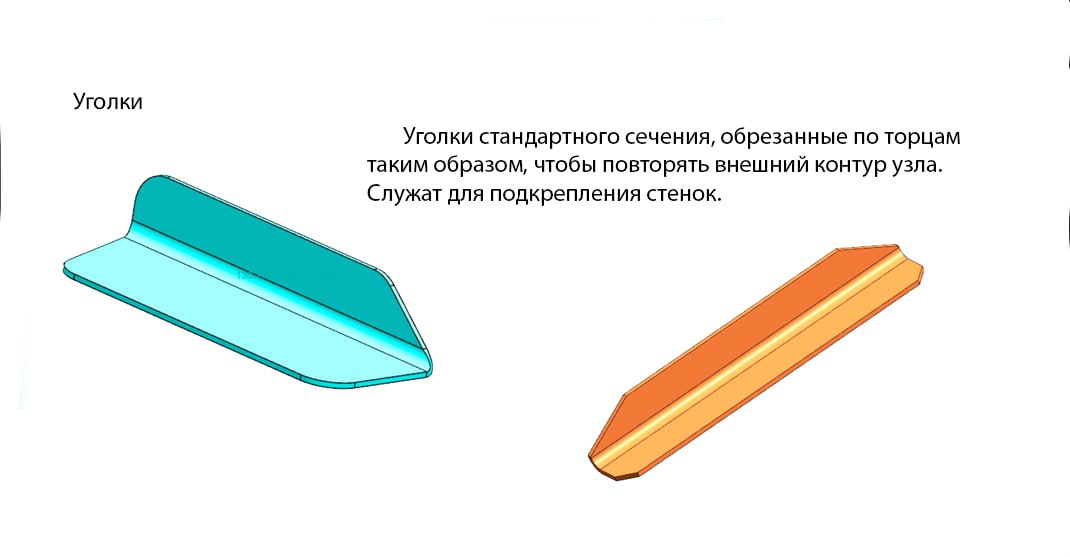 Уголки
Уголки стандартного сечения, обрезанные по торцам
таким образом, чтобы повторять внешний контур узла.
Служат для подкрепления стенок.